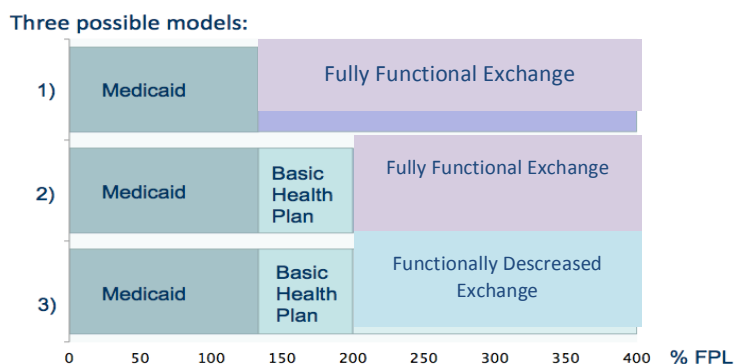 Three possible models:
1)
Medicaid
Fully Functional Exchange
2)
Medicaid
Basic
Health
Plan
Fully Functional Exchange
3)
Medicaid
Basic
Health
Plan
Functionally Descreased
Exchange
0 50 100 150 200 250 300 350 400 % FPL